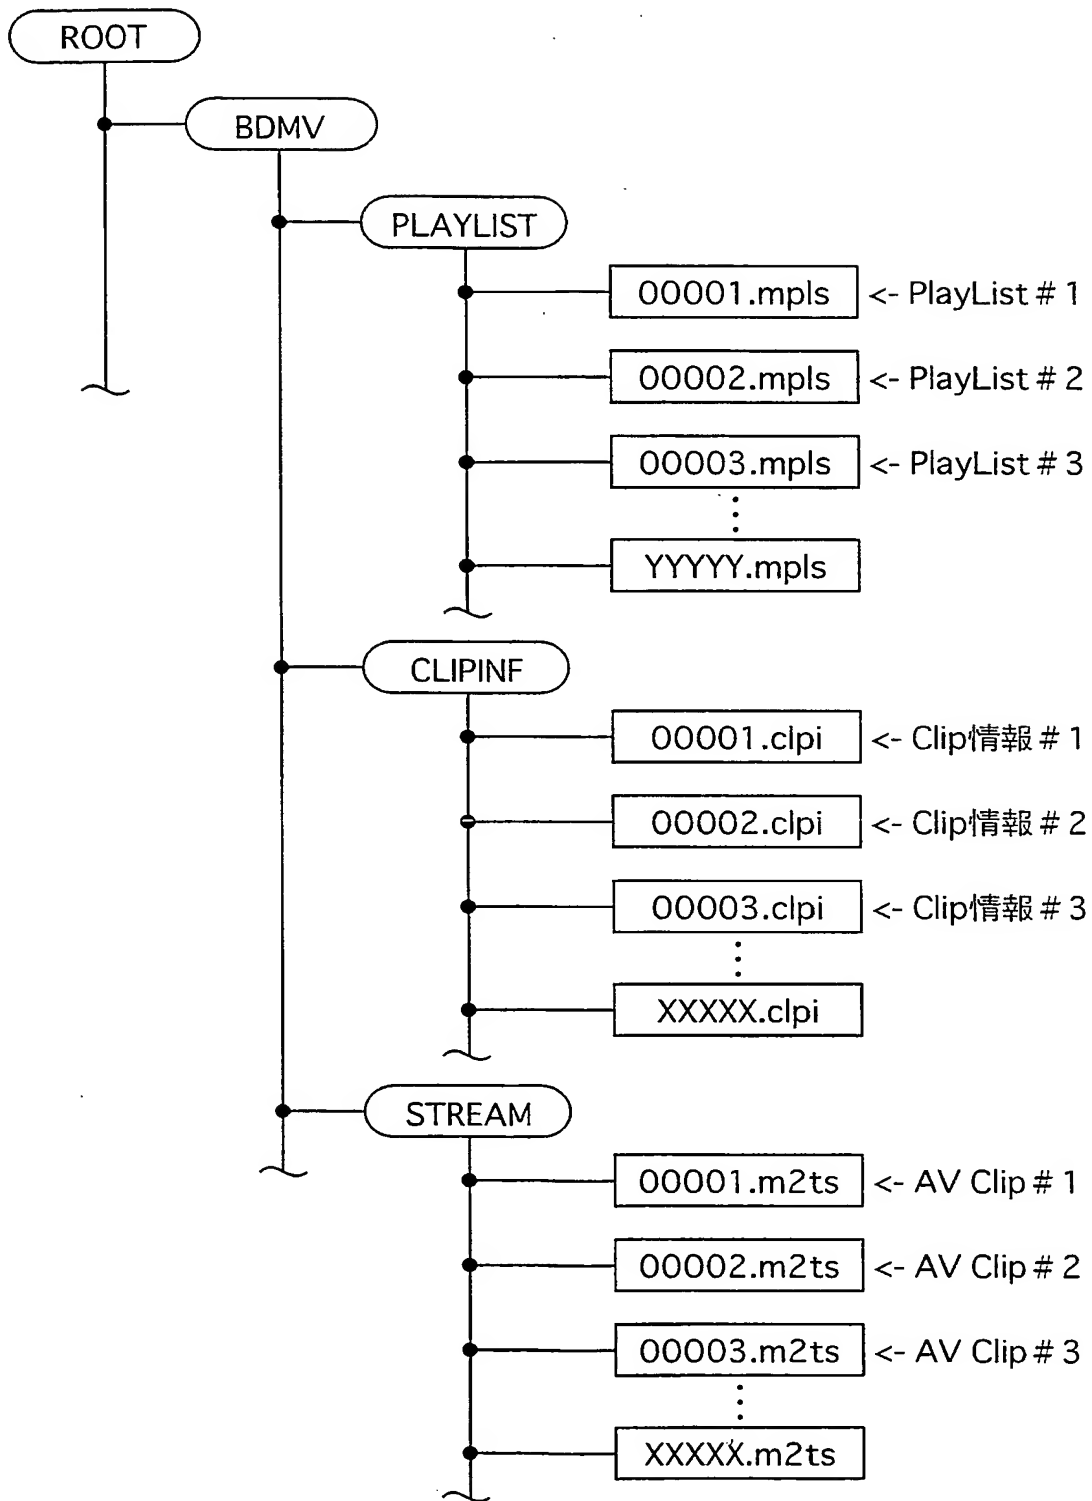 ROOT
BDMV
PLAYLIST
00001.mpls <- PlayList # 1
00002.mpls <- PlayList # 2
00003.mpls <- PlayList # 3
YYYYY.mpls
CLIPINF
00001.clpi <- Clip情報 # 1
00002.clpi <- Clip情報 # 2
00003.clpi <- Clip情報 # 3
XXXXX.clpi
STREAM
00001.m2ts <- AV Clip # 1
00002.m2ts <- AV Clip # 2
00003.m2ts <- AV Clip # 3
XXXXX.m2ts